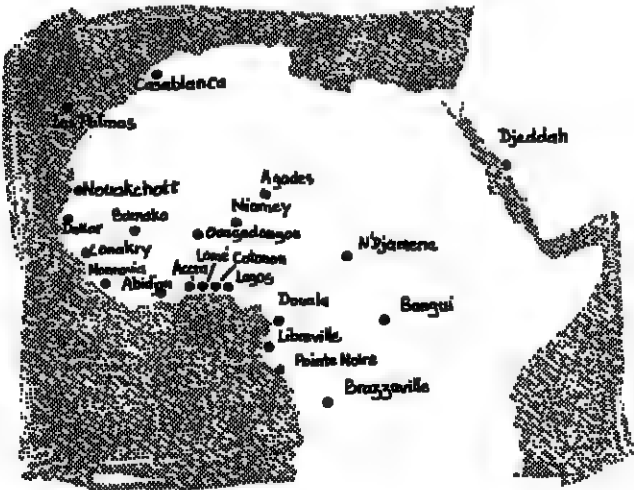 Casablanca
Las Palmas
Djeddah
Agades
Nouakchott
Niamey
Bamako
Dakar
Ouagadougou
N'Djamena
Conakry
Lomé
Cotonou
Monrovia
Accra
Abidjan
Lagos
Douala
Bangui
Libreville
Pointe Noire
Brazzaville